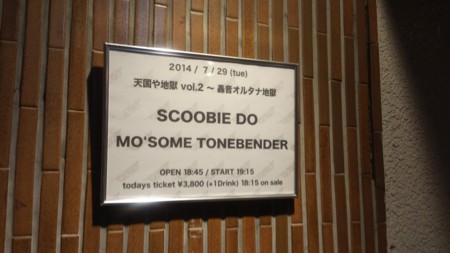 2014 / 7 / 29 (tue)
天国や地獄 vol.2 ～ 轟音オルタナ地獄
SCOOBIE DO
MO'SOME TONEBENDER
OPEN 18:45 / START 19:15
todays ticket ¥3,800 (+1Drink) 18:15 on sale